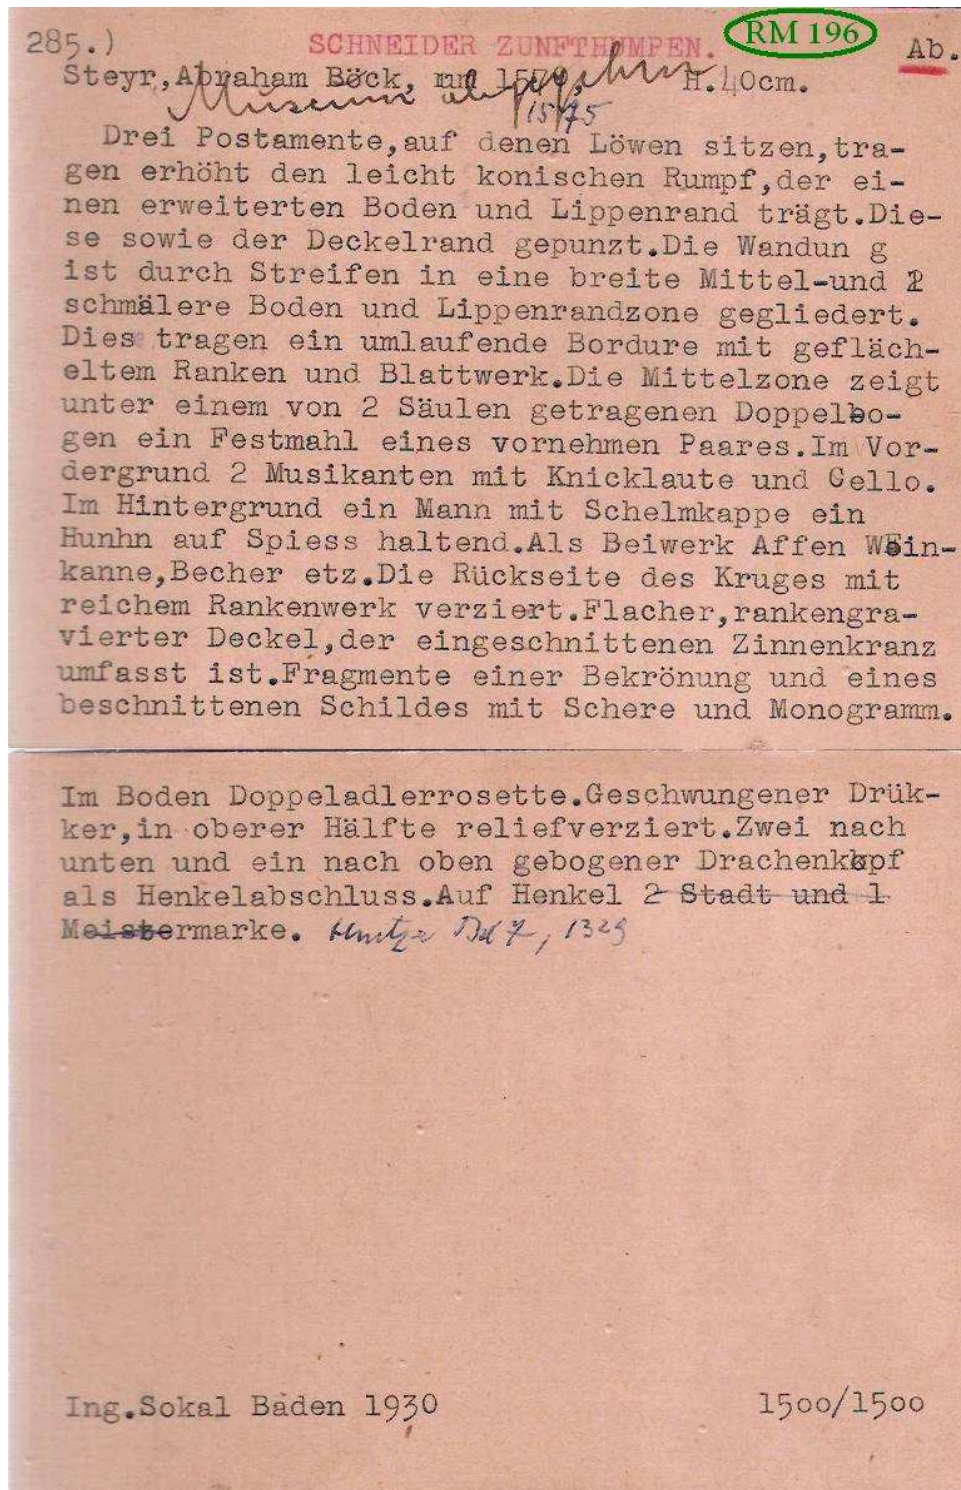 285.) SCHNEIDER ZUNFTHUMPEN. RM 196 Ab.
Steyr, Abraham Böck, um H. 40cm.
Museum abgegeben
1575
Drei Postamente,auf denen Löwen sitzen,tra-
gen erhöht den leicht konischen Rumpf,der ei-
nen erweiterten Boden und Lippenrand trägt.Die-
se sowie der Deckelrand gepunzt.Die Wandun g
ist durch Streifen in eine breite Mittel-und 2
schmälere Boden und Lippenrandzone gegliedert.
Dies tragen ein umlaufende Bordure mit gefläch-
eltem Ranken und Blattwerk.Die Mittelzone zeigt
unter einem von 2 Säulen getragenen Doppelbo-
gen ein Festmahl eines vornehmen Paares.Im Vor-
dergrund 2 Musikanten mit Knicklaute und Cello.
Im Hintergrund ein Mann mit Schelmkappe ein
Hunhn auf Spiess haltend.Als Beiwerk Affen Wein-
kanne,Becher etz.Die Rückseite des Kruges mit
reichem Rankenwerk verziert.Flacher,rankengra-
vierter Deckel,der eingeschnittenen Zinnenkranz
umfasst ist.Fragmente einer Bekrönung und eines
beschnittenen Schildes mit Schere und Monogramm.
Im Boden Doppeladlerrosette.Geschwungener Drük-
ker,in oberer Hälfte reliefverziert.Zwei nach
unten und ein nach oben gebogener Drachenkopf
als Henkelabschluss.Auf Henkel 2 Stadt und 1
Meistermarke. Hintze Bd 7, 1329
Ing.Sokal Baden 1930 1500/1500